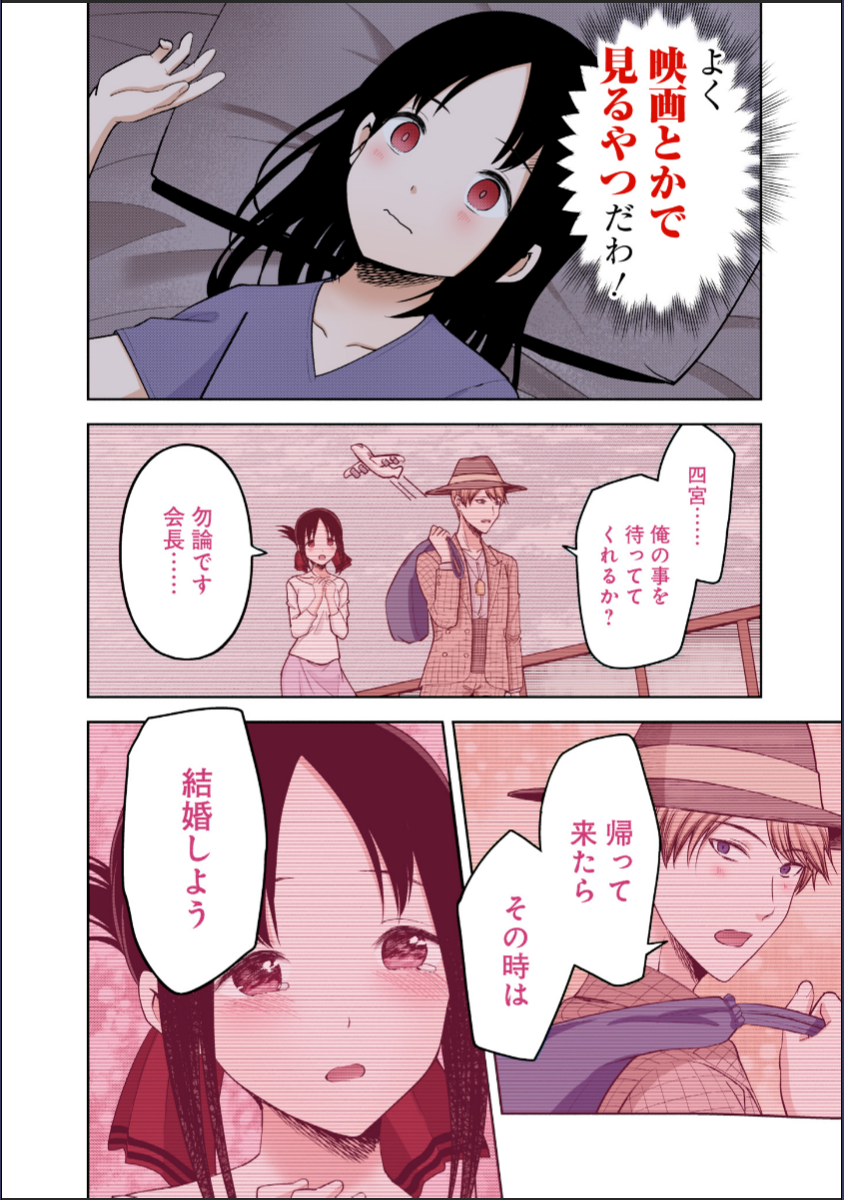 よく
映画とかで
見るやつだわ！
四宮……
俺の事を
待ってて
くれるか？
勿論です
会長……
帰って
来たら
その時は
結婚しよう